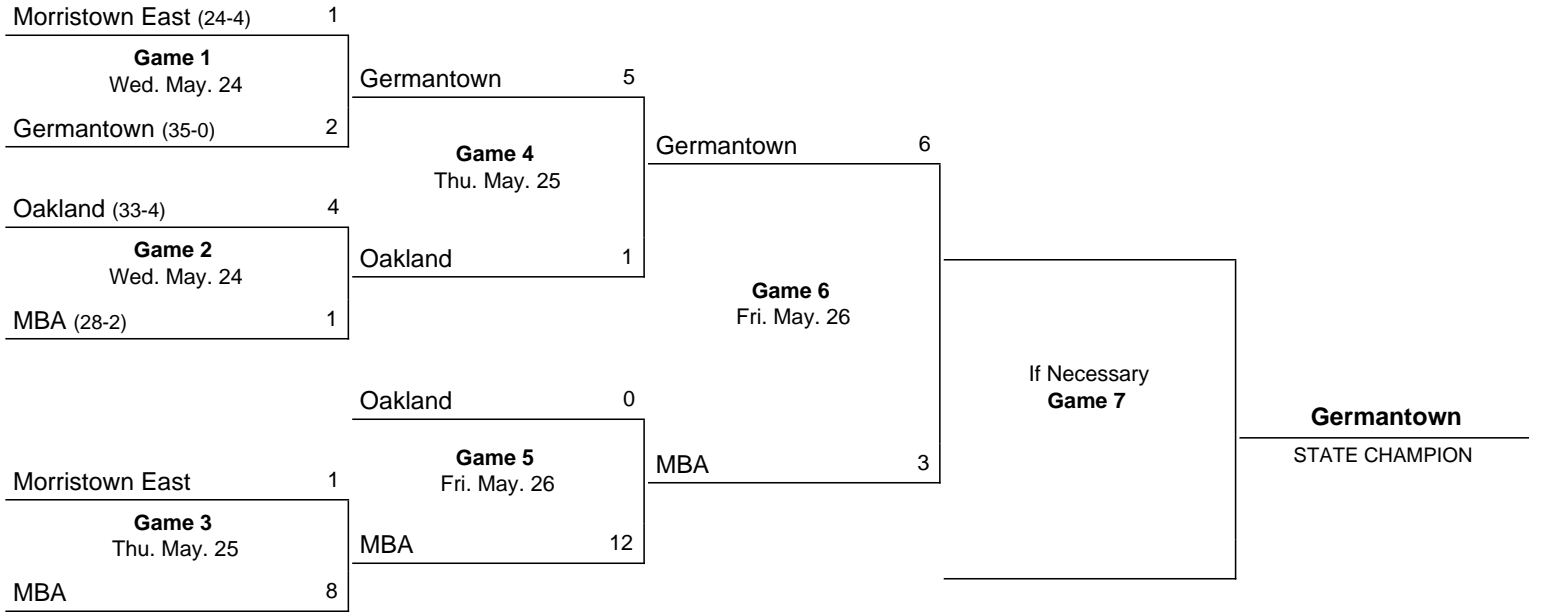 Morristown East (24-4) 1
Game 1
Wed. May. 24
Germantown (35-0) 2
Oakland (33-4) 4
Game 2
Wed. May. 24
MBA (28-2) 1
Morristown East 1
Game 3
Thu. May. 25
MBA 8
Germantown 5
Game 4
Thu. May. 25
Oakland 1
Oakland 0
Game 5
Fri. May. 26
MBA 12
Germantown 6
Game 6
Fri. May. 26
MBA 3
If Necessary
Game 7
Germantown
STATE CHAMPION